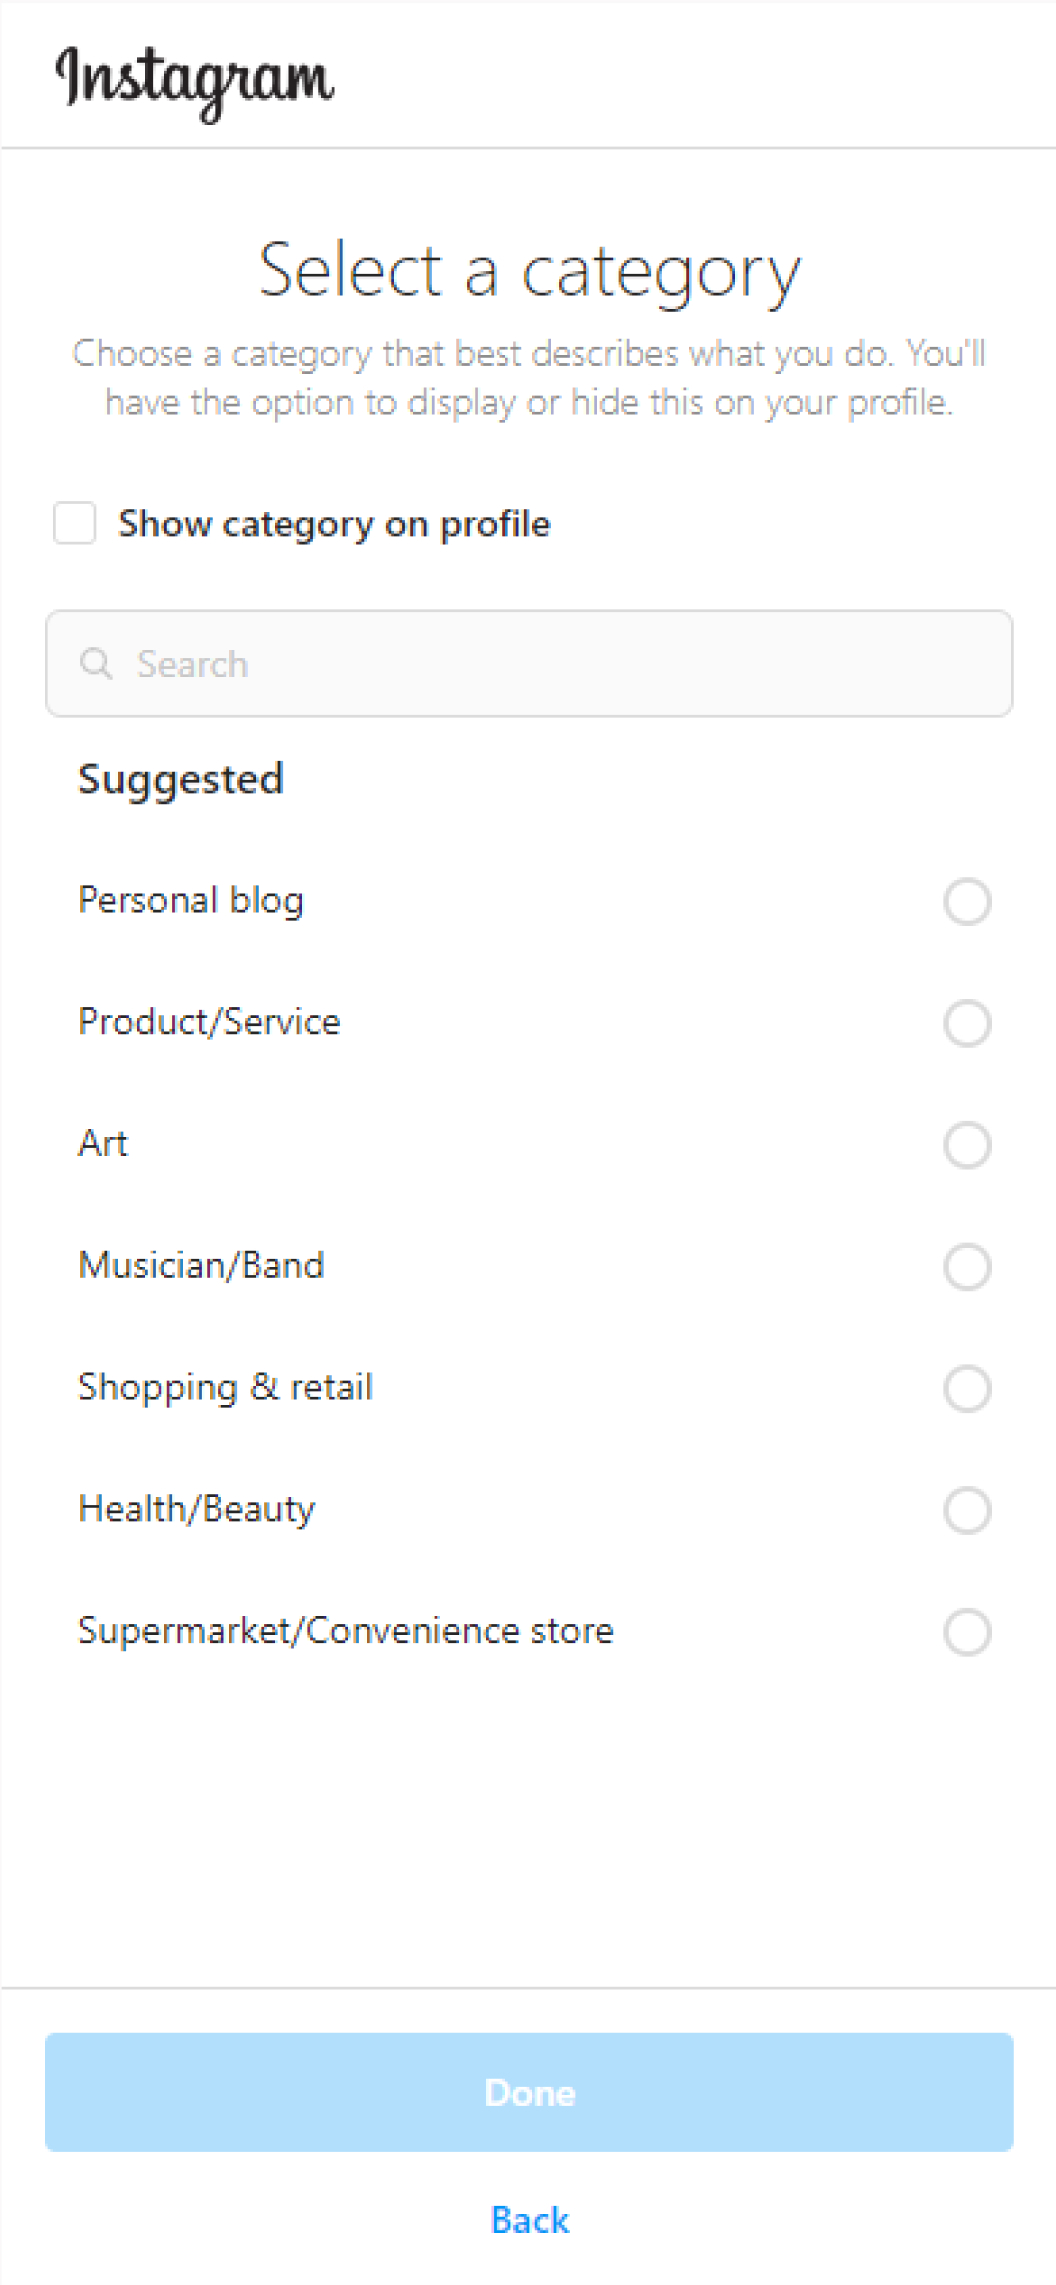 Instagram
Select a category
Choose a category that best describes what you do. You'll
have the option to display or hide this on your profile.
Show category on profile
Search
Suggested
Personal blog
Product/Service
Art
Musician/Band
Shopping & retail
Health/Beauty
Supermarket/Convenience store
Done
Back